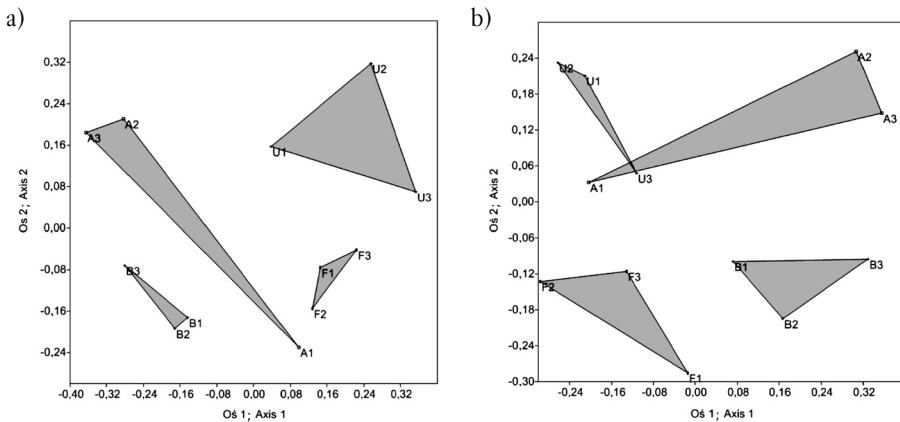 a)
0,32
0,24
0,16
0,08
0,00
-0,08
-0,16
-0,24
Oś 2; Axis 2
U2
A2
A3
U1
U3
F3
F1
B3
F2
B1
B2
A1
-0,40 -0,32 -0,24 -0,16 -0,08 0,00 0,08 0,16 0,24 0,32
Oś 1; Axis 1
b)
0,24
0,18
0,12
0,06
0,00
-0,06
-0,12
-0,18
-0,24
-0,30
Oś 2; Axis 2
A2
U2
U1
A3
U3
A1
B3
B1
F3
F2
B2
F1
-0,24 -0,16 -0,08 0,00 0,08 0,16 0,24 0,32
Oś 1; Axis 1